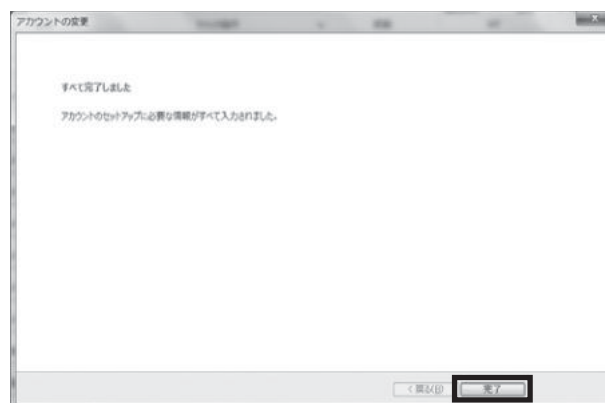 アカウントの変更
すべて完了しました
アカウントのセットアップに必要な情報がすべて入力されました。
< 戻る(B)
完了